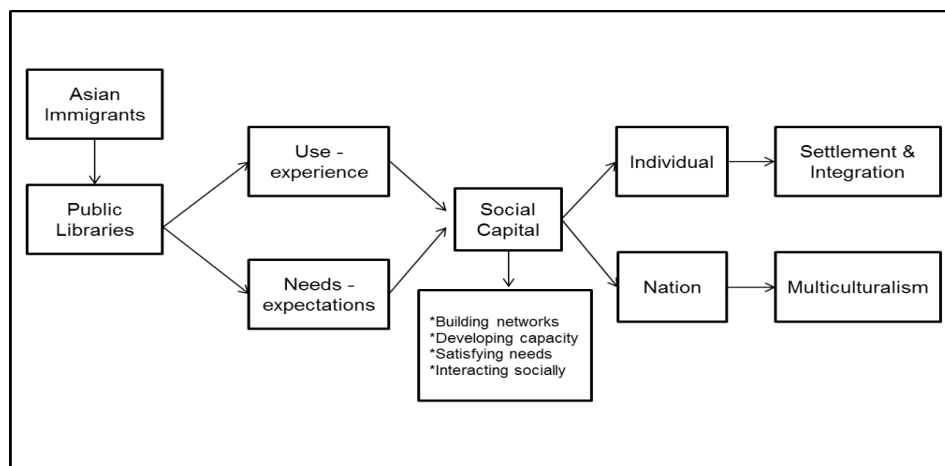 Asian
Immigrants
Public
Libraries
Use -
experience
Needs -
expectations
Social
Capital
*Building networks
*Developing capacity
*Satisfying needs
*Interacting socially
Individual
Settlement &
Integration
Nation
Multiculturalism